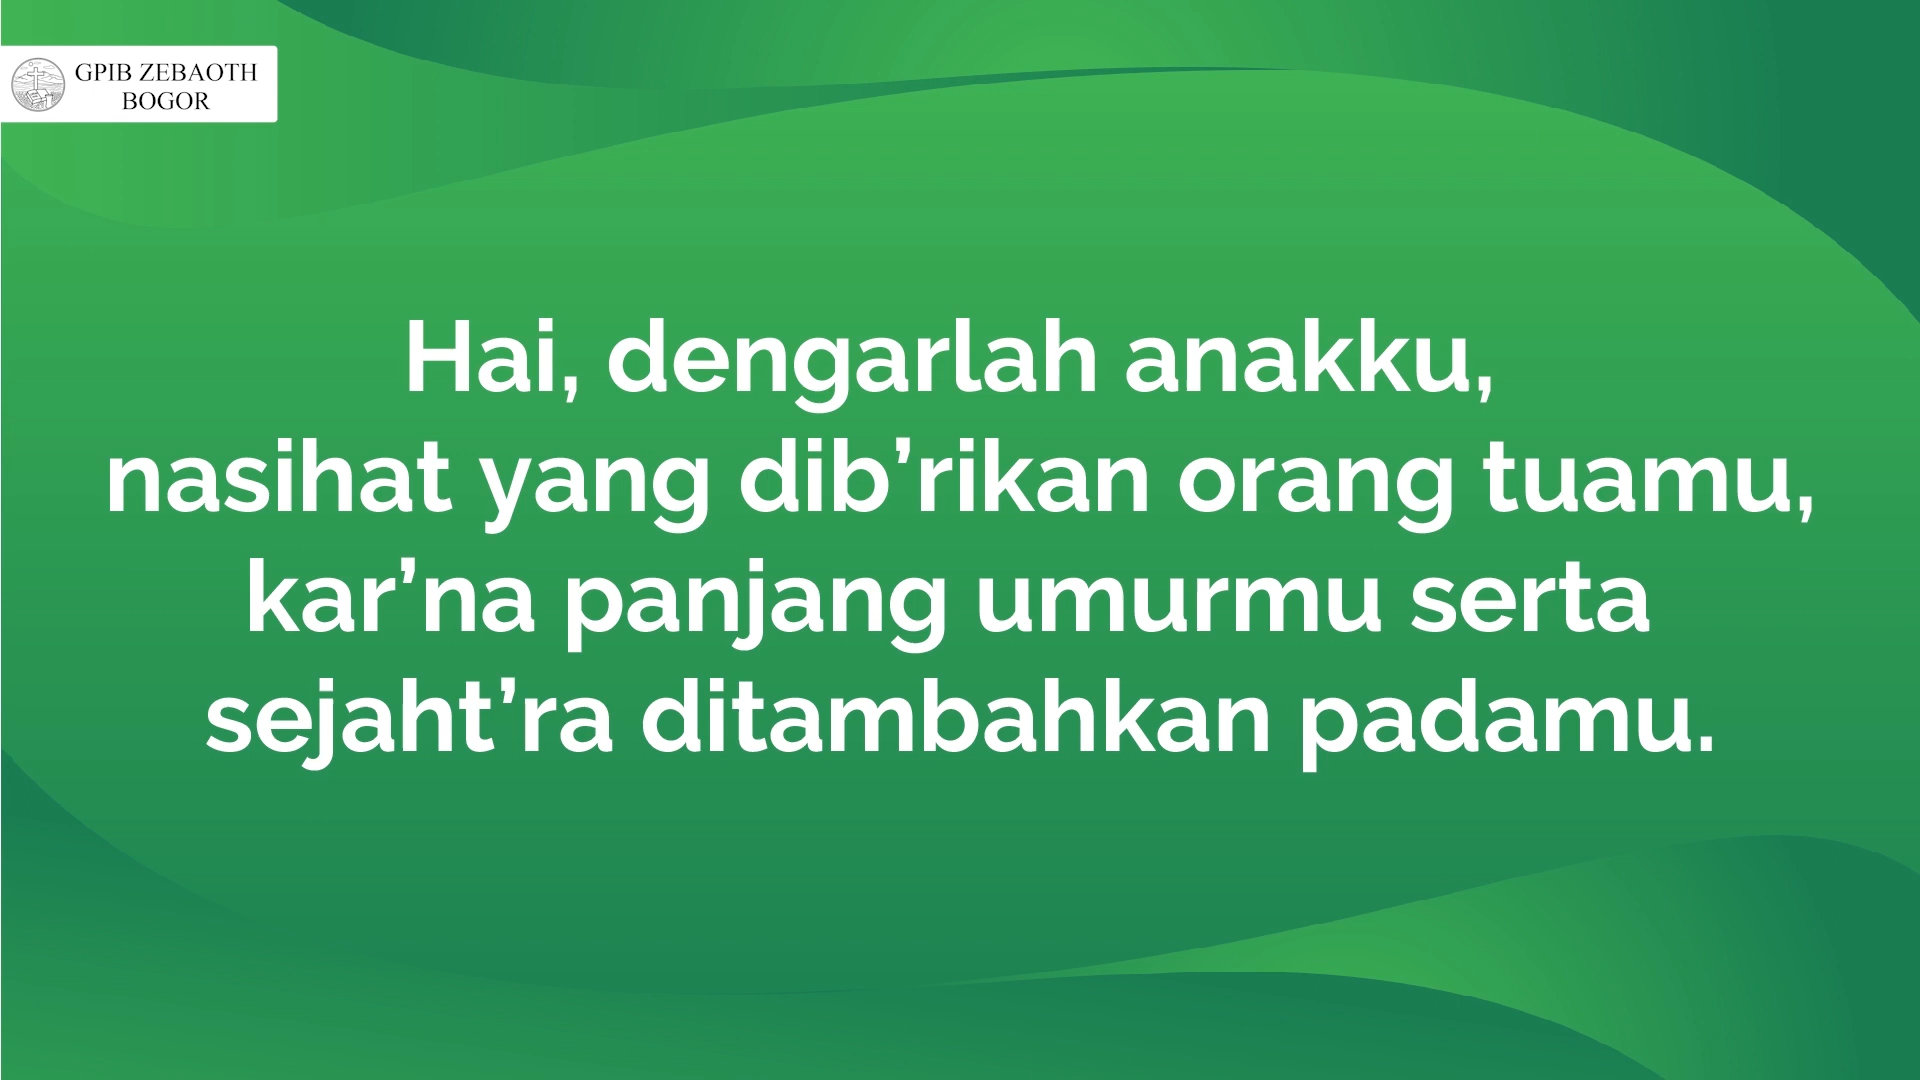 GPIB ZEBAOTH
BOGOR
Hai, dengarlah anakku,
nasihat yang dib’rikan orang tuamu,
kar’na panjang umurmu serta
sejaht’ra ditambahkan padamu.